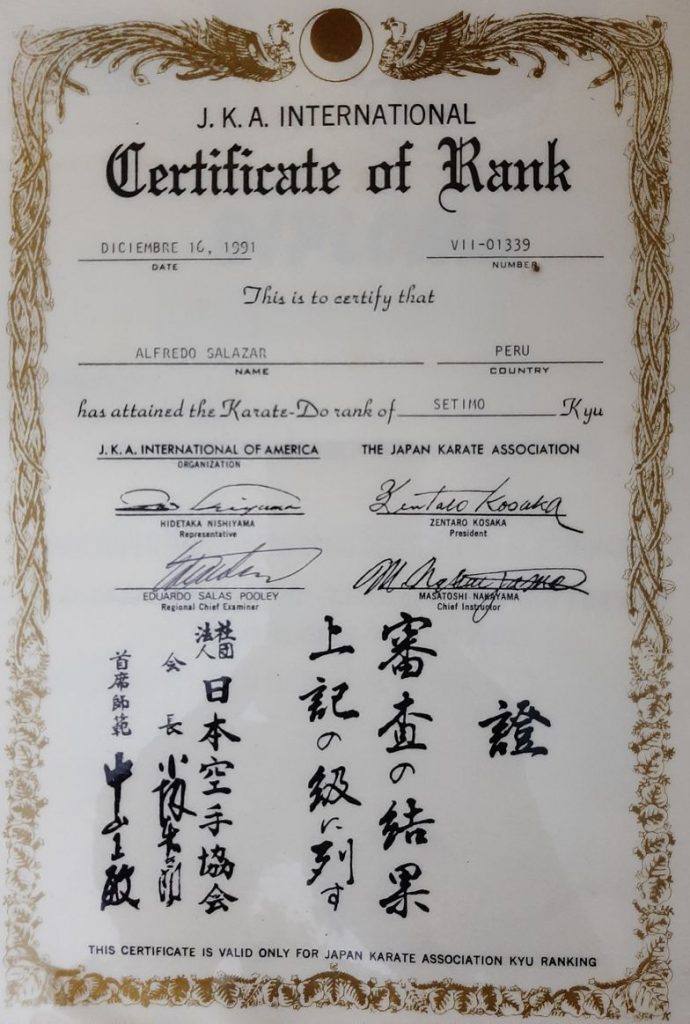 J. K. A. INTERNATIONAL
Certificate of Rank
DICIEMBRE 16, 1991 VII-01339
DATE NUMBER
This is to certify that
ALFREDO SALAZAR PERU
NAME COUNTRY
has attained the Karate-Do rank of SETIMO Kyu
J. K. A. INTERNATIONAL OF AMERICA THE JAPAN KARATE ASSOCIATION
ORGANIZATION
Zentaro Kosaka
HIDETAKA NISHIYAMA ZENTARO KOSAKA
Representative President
M. Nakayama
EDUARDO SALAS POOLEY MASATOSHI NAKAYAMA
Regional Chief Examiner Chief Instructor
證
審査の結果
上記の級に列す
社団法人日本空手協会
会長
首席師範 中山正敏
THIS CERTIFICATE IS VALID ONLY FOR JAPAN KARATE ASSOCIATION KYU RANKING